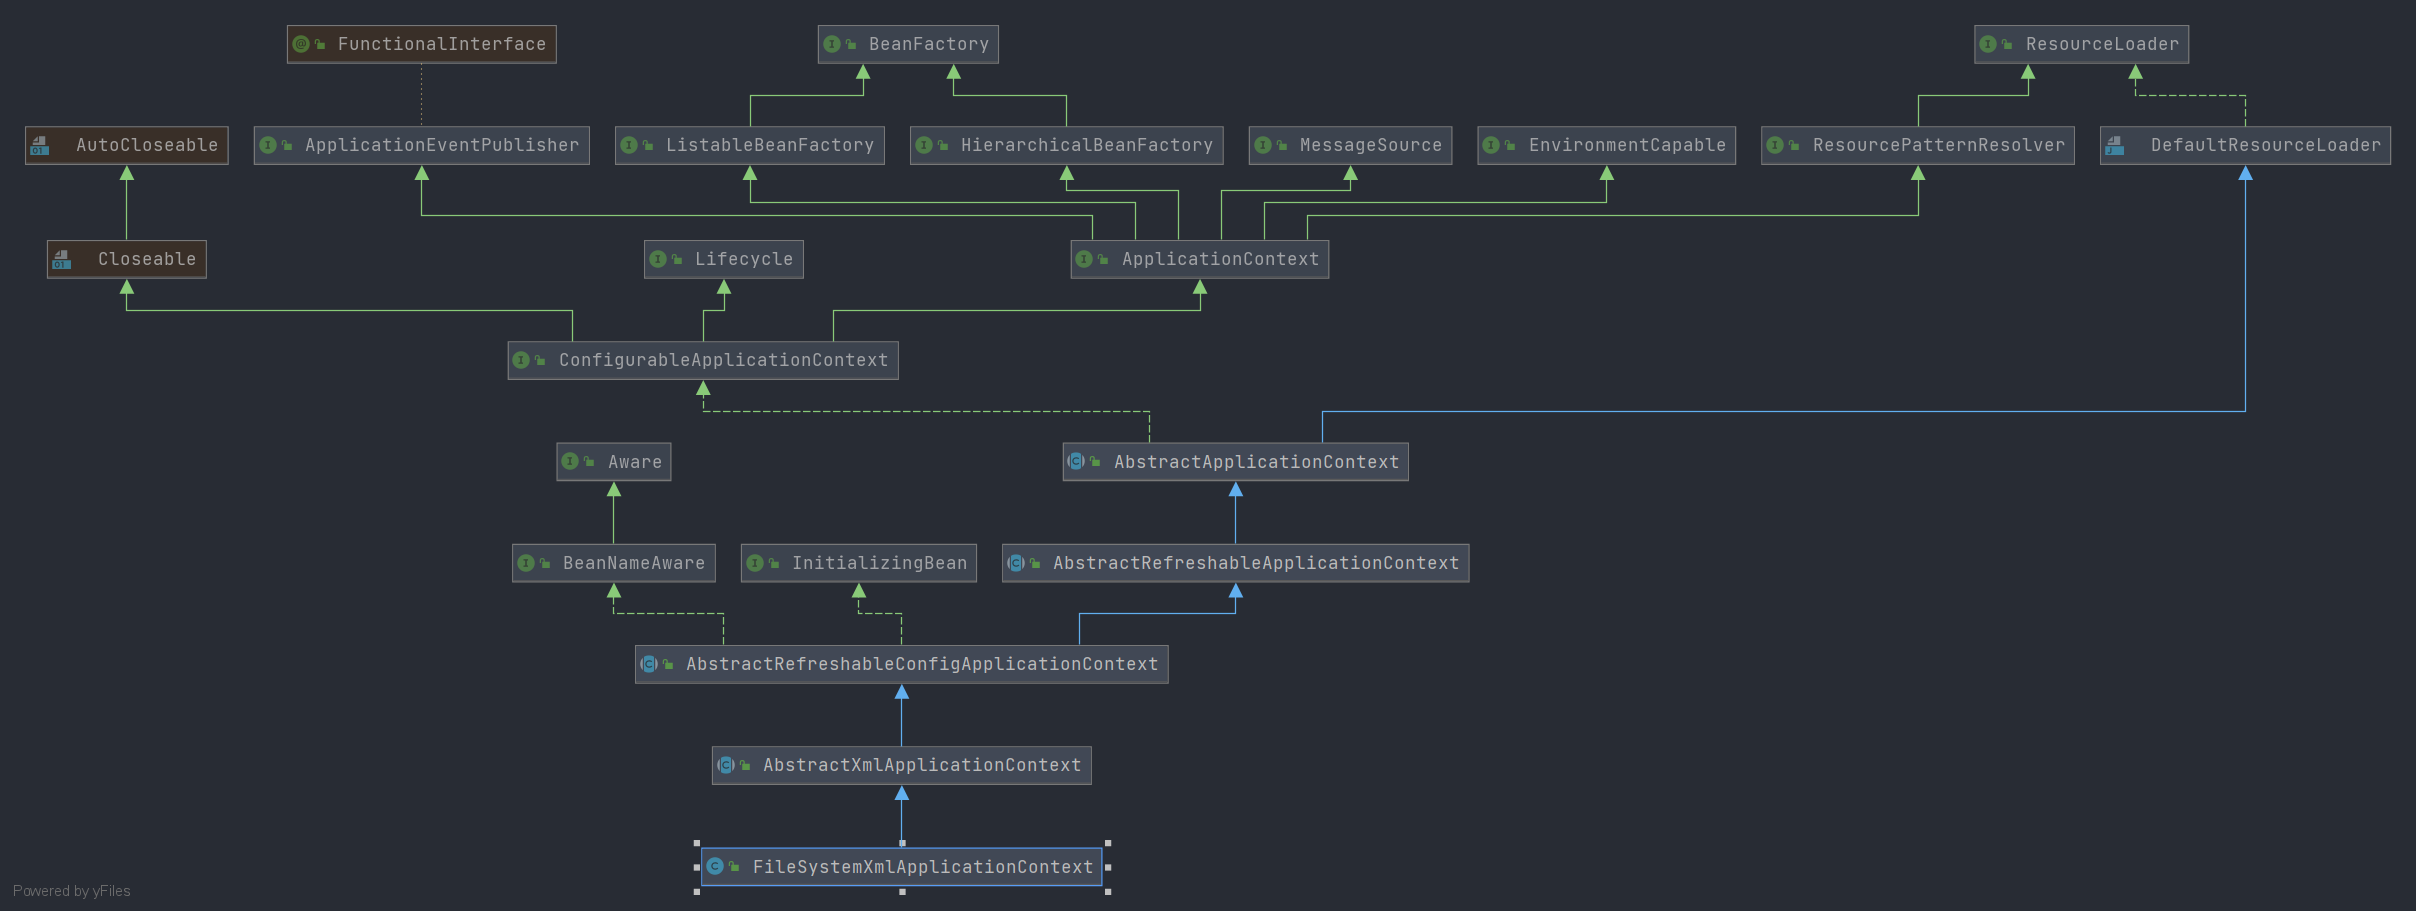 FunctionalInterface
BeanFactory
ResourceLoader
AutoCloseable
ApplicationEventPublisher
ListableBeanFactory
HierarchicalBeanFactory
MessageSource
EnvironmentCapable
ResourcePatternResolver
DefaultResourceLoader
Closeable
Lifecycle
ApplicationContext
ConfigurableApplicationContext
Aware
AbstractApplicationContext
BeanNameAware
InitializingBean
AbstractRefreshableApplicationContext
AbstractRefreshableConfigApplicationContext
AbstractXmlApplicationContext
FileSystemXmlApplicationContext
Powered by yFiles